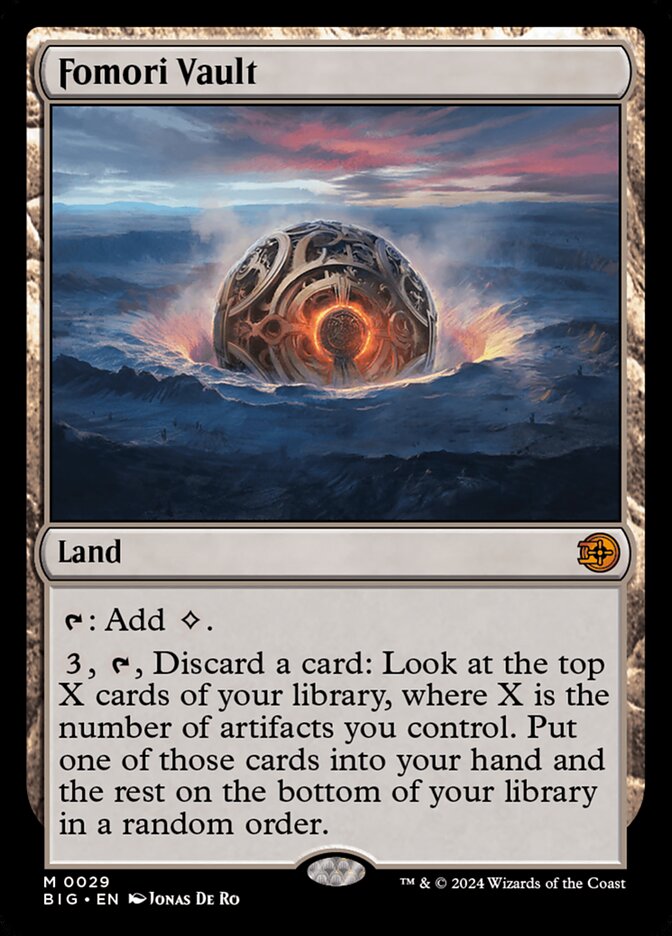 Fomori Vault
Land
: Add .
3, , Discard a card: Look at the top
X cards of your library, where X is the
number of artifacts you control. Put
one of those cards into your hand and
the rest on the bottom of your library
in a random order.
M 0029
BIG • EN Jonas De Ro
™ & © 2024 Wizards of the Coast